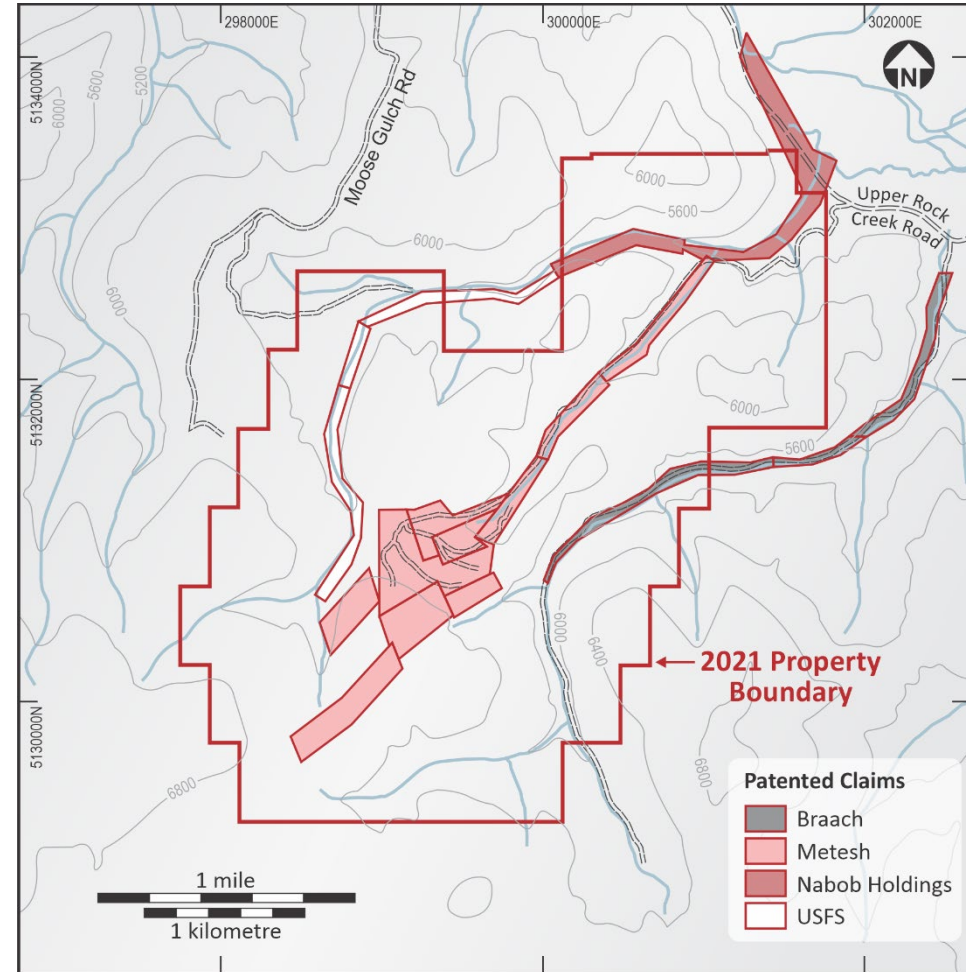 298000E
300000E
302000E
5134000N
5132000N
5130000N
N
6000
5600
5200
Moose Gulch Rd
6000
5600
6000
6000
Upper Rock
Creek Road
6000
5600
6000
6400
6800
6800
2021 Property
Boundary
Patented Claims
Braach
Metesh
Nabob Holdings
USFS
1 mile
1 kilometre